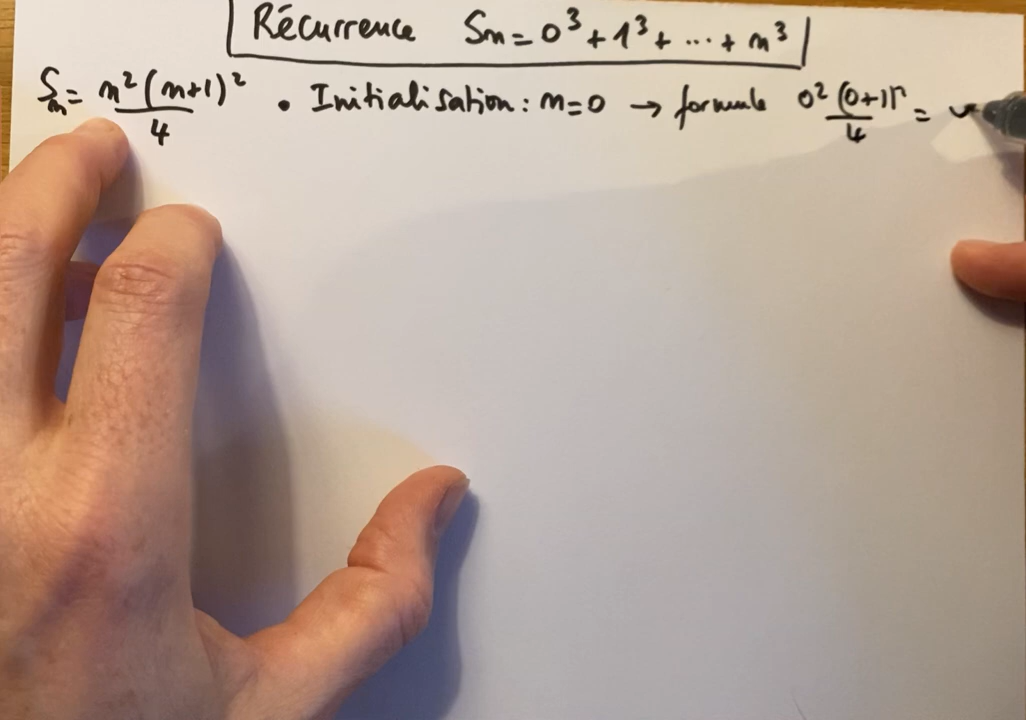 Récurrence Sn = 0³ + 1³ + ... + n³
Sn = n²(n+1)²/4 • Initialisation : n=0 → formule 0²(0+1)²/4 =